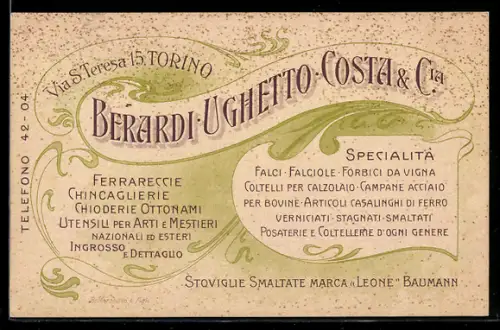 Via S. Teresa 15, TORINO
BERARDI · UGHETTO · COSTA & C.ia
TELEFONO 42-04
FERRARECCIE
CHINCAGLIERIE
CHIODERIE OTTONAMI
UTENSILI PER ARTI E MESTIERI
NAZIONALI ED ESTERI
INGROSSO
E DETTAGLIO
SPECIALITÀ
FALCI · FALCIOLE · FORBICI DA VIGNA
COLTELLI PER CALZOLAIO · CAMPANE ACCIAIO
PER BOVINE · ARTICOLI CASALINGHI DI FERRO
VERNICIATI · STAGNATI · SMALTATI
POSATERIE E COLTELLERIE D'OGNI GENERE
STOVIGLIE SMALTATE MARCA «LEONE» BAUMANN